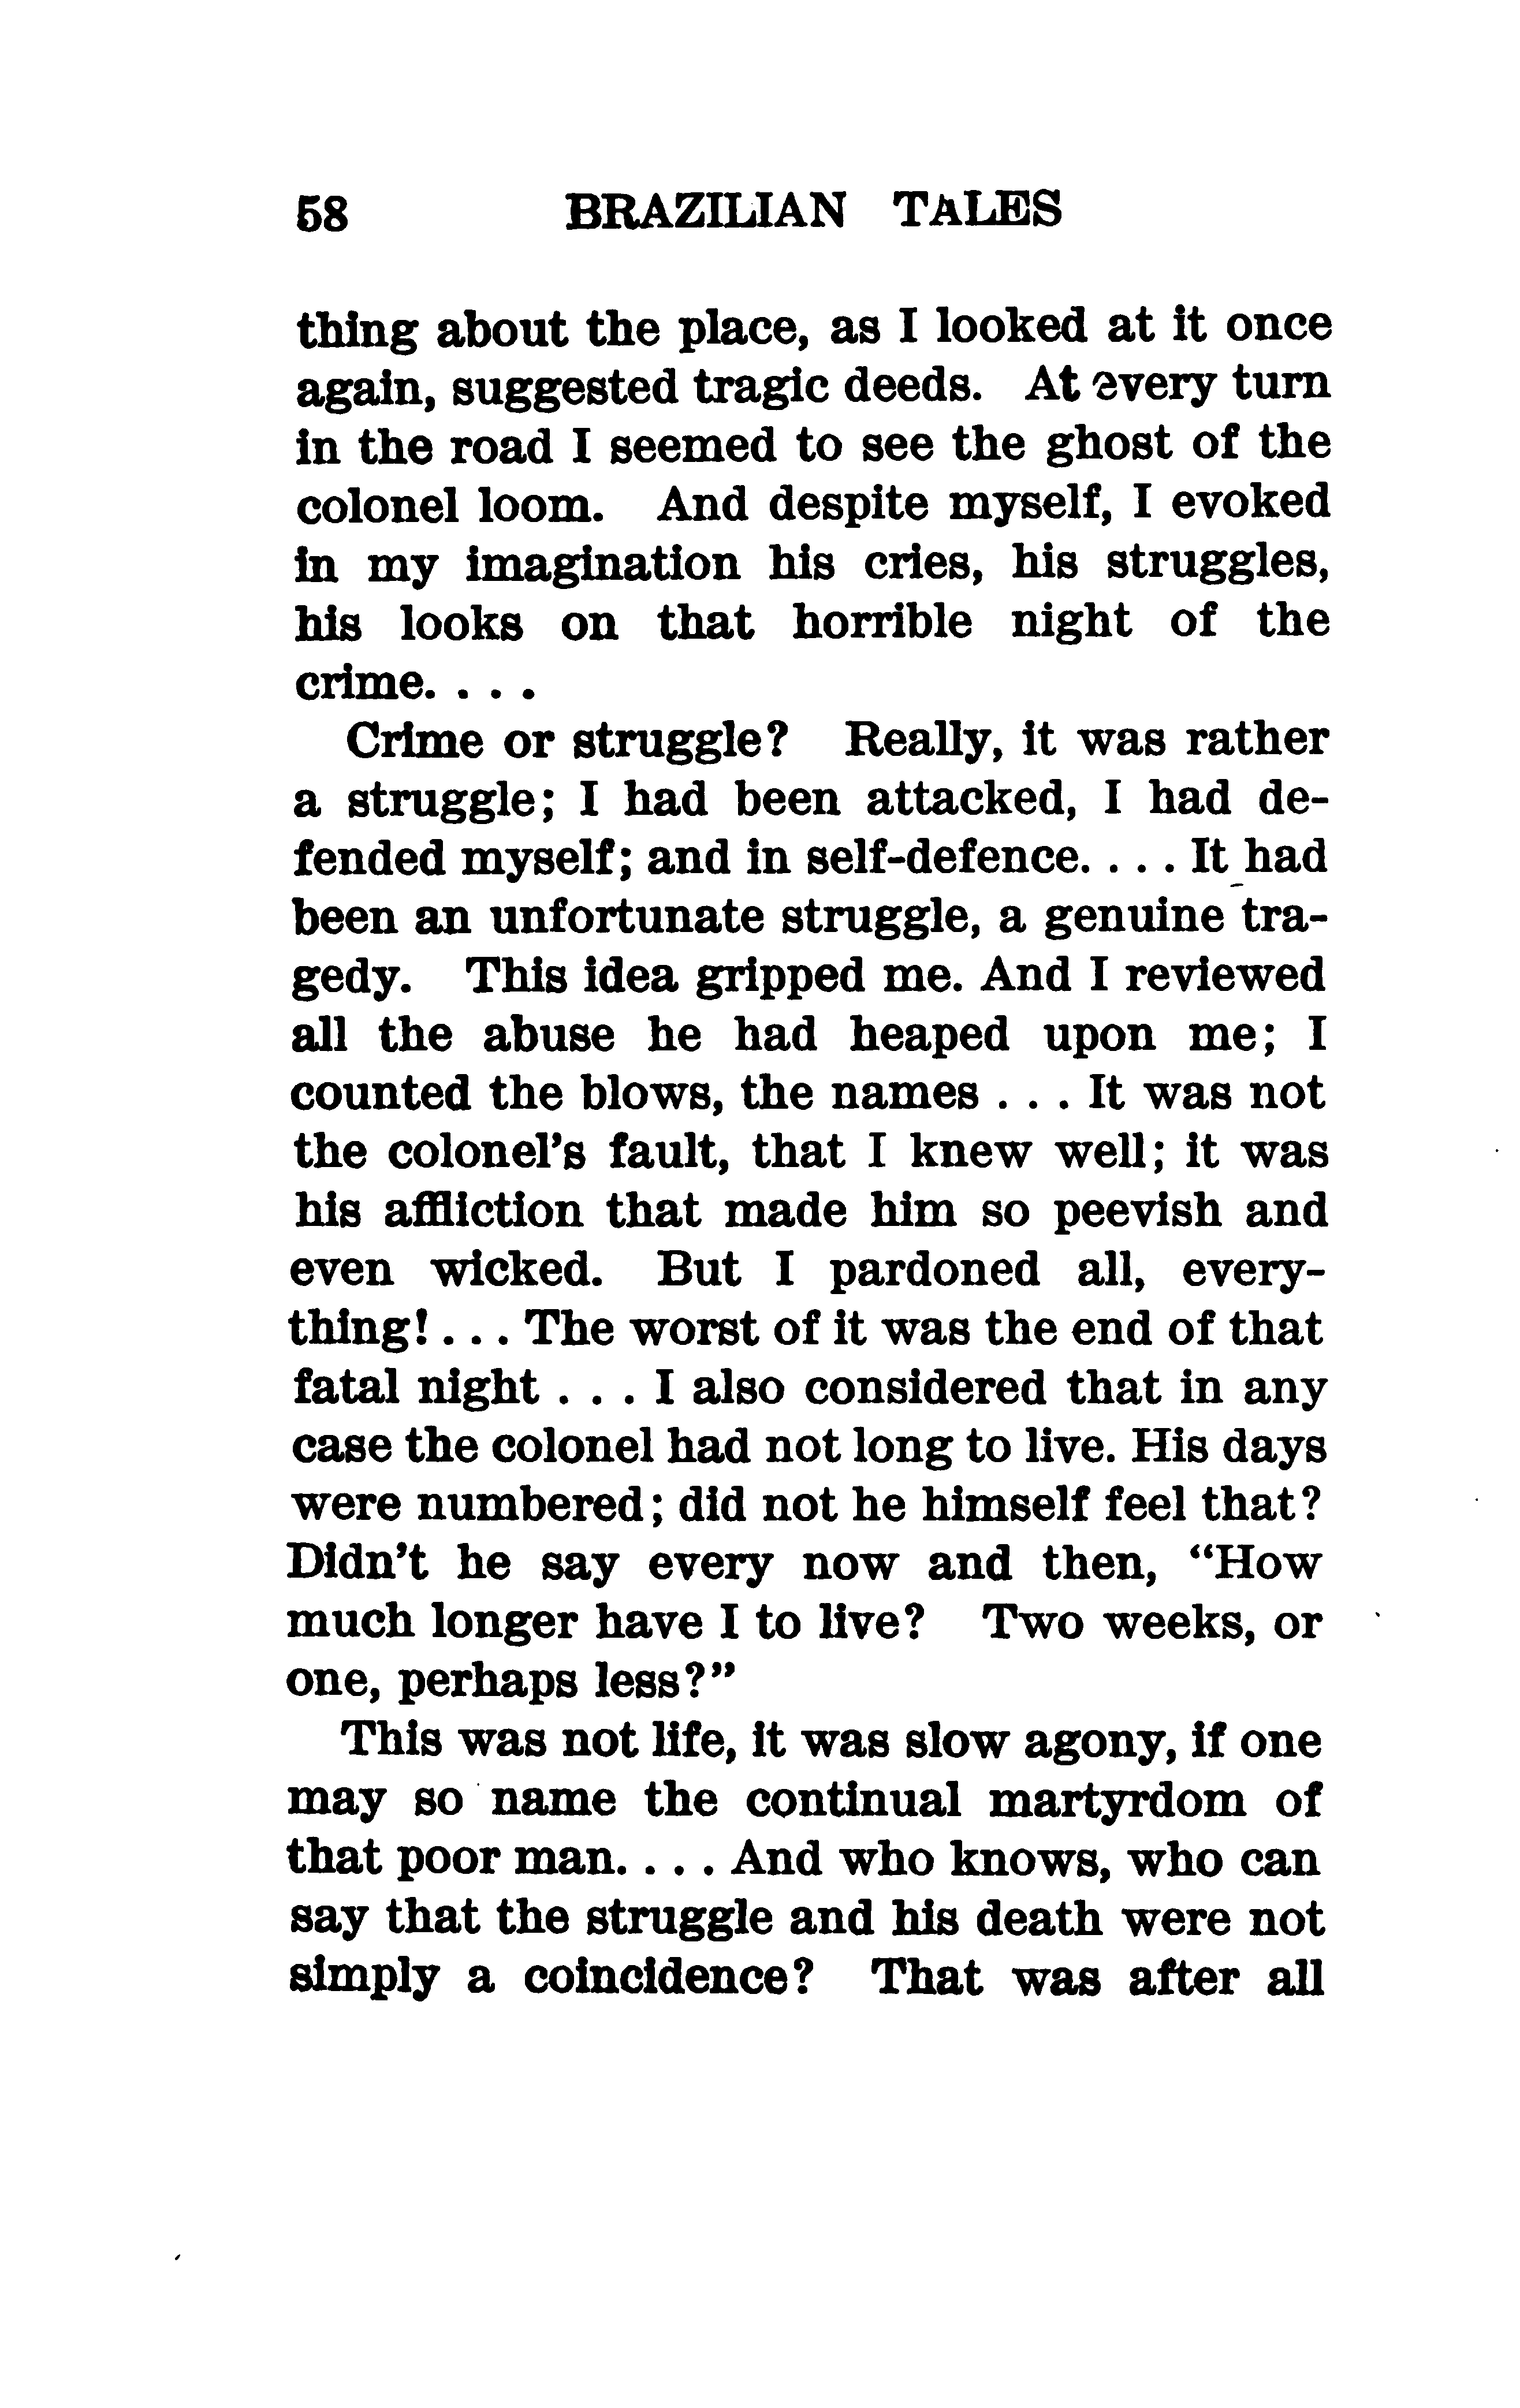 58 BRAZILIAN TALES
thing about the place, as I looked at it once
again, suggested tragic deeds. At every turn
in the road I seemed to see the ghost of the
colonel loom. And despite myself, I evoked
in my imagination his cries, his struggles,
his looks on that horrible night of the
crime. . . .
Crime or struggle? Really, it was rather
a struggle; I had been attacked, I had de-
fended myself; and in self-defence. . . . It had
been an unfortunate struggle, a genuine tra-
gedy. This idea gripped me. And I reviewed
all the abuse he had heaped upon me; I
counted the blows, the names . . . It was not
the colonel's fault, that I knew well; it was
his affliction that made him so peevish and
even wicked. But I pardoned all, every-
thing! . . . The worst of it was the end of that
fatal night . . . I also considered that in any
case the colonel had not long to live. His days
were numbered; did not he himself feel that?
Didn't he say every now and then, “How
much longer have I to live? Two weeks, or
one, perhaps less?”
This was not life, it was slow agony, if one
may so name the continual martyrdom of
that poor man. . . . And who knows, who can
say that the struggle and his death were not
simply a coincidence? That was after all